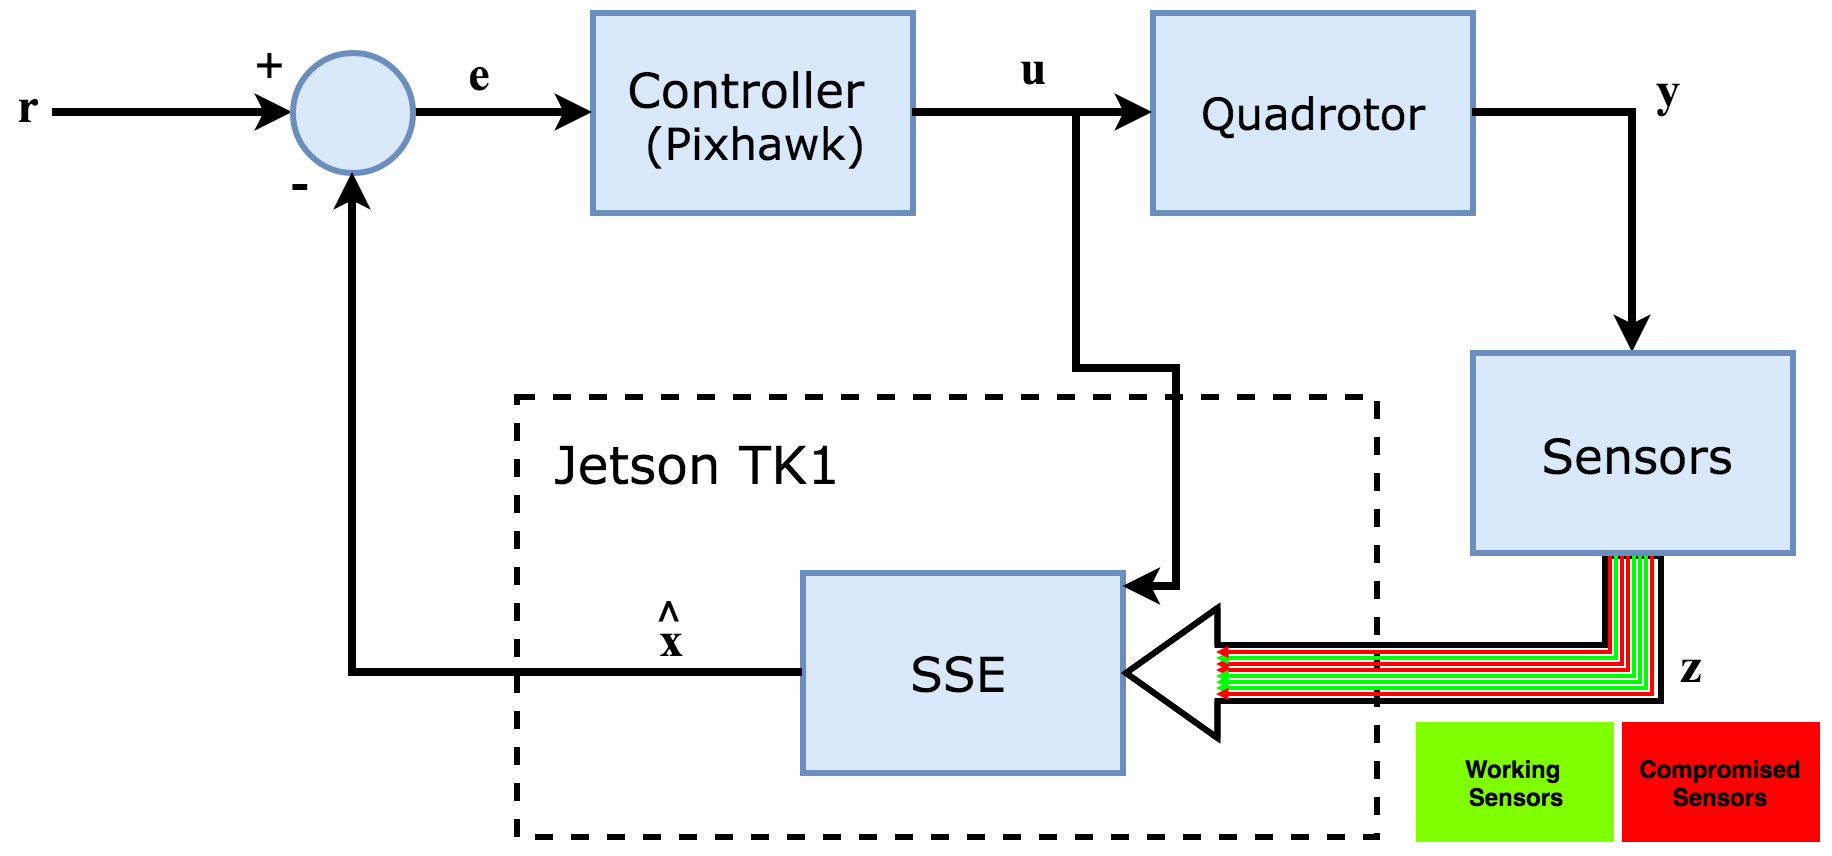 r
+
-
e
Controller
(Pixhawk)
u
Quadrotor
y
Sensors
Jetson TK1
^
x
SSE
z
Working
Sensors
Compromised
Sensors